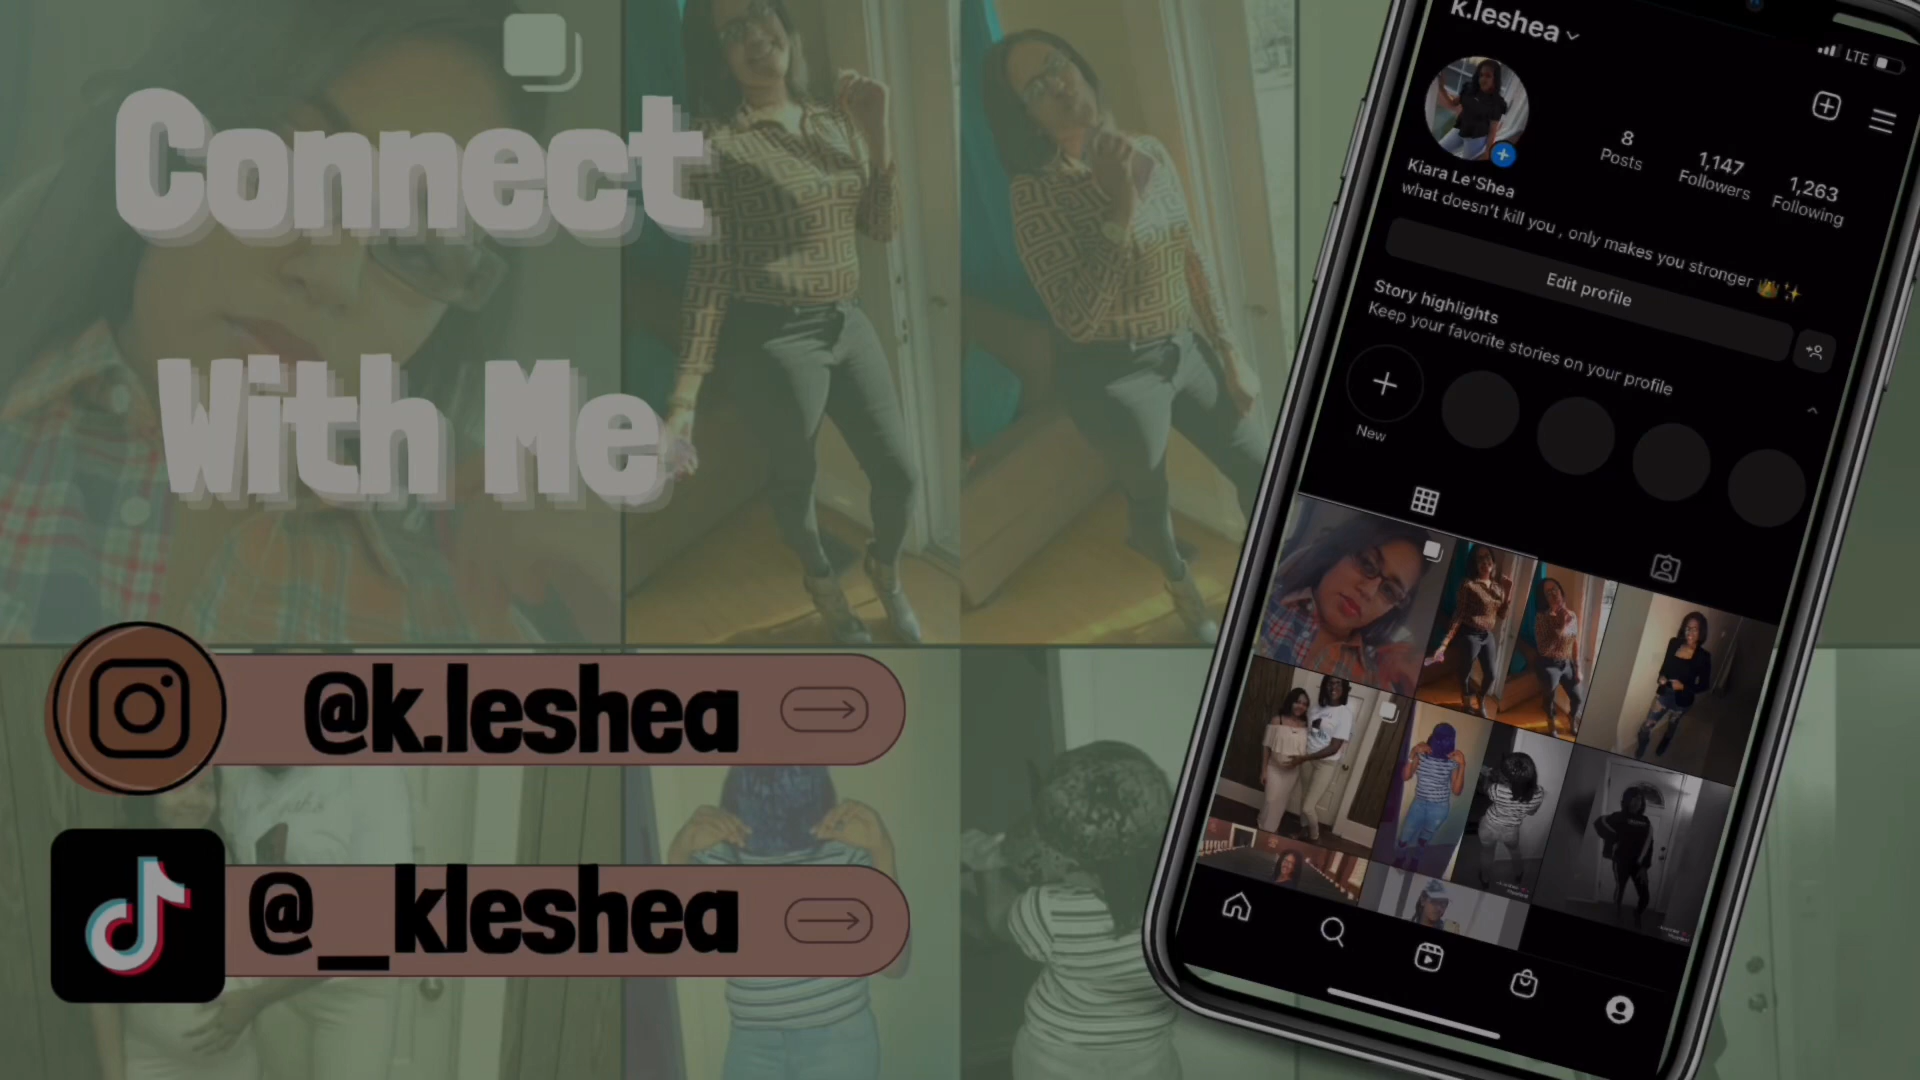 Connect
With Me
@k.leshea
@__kleshea
k.leshea
LTE
8
Posts
1,147
Followers
1,263
Following
Kiara Le'Shea
what doesn't kill you , only makes you stronger 👑✨
Edit profile
Story highlights
Keep your favorite stories on your profile
New